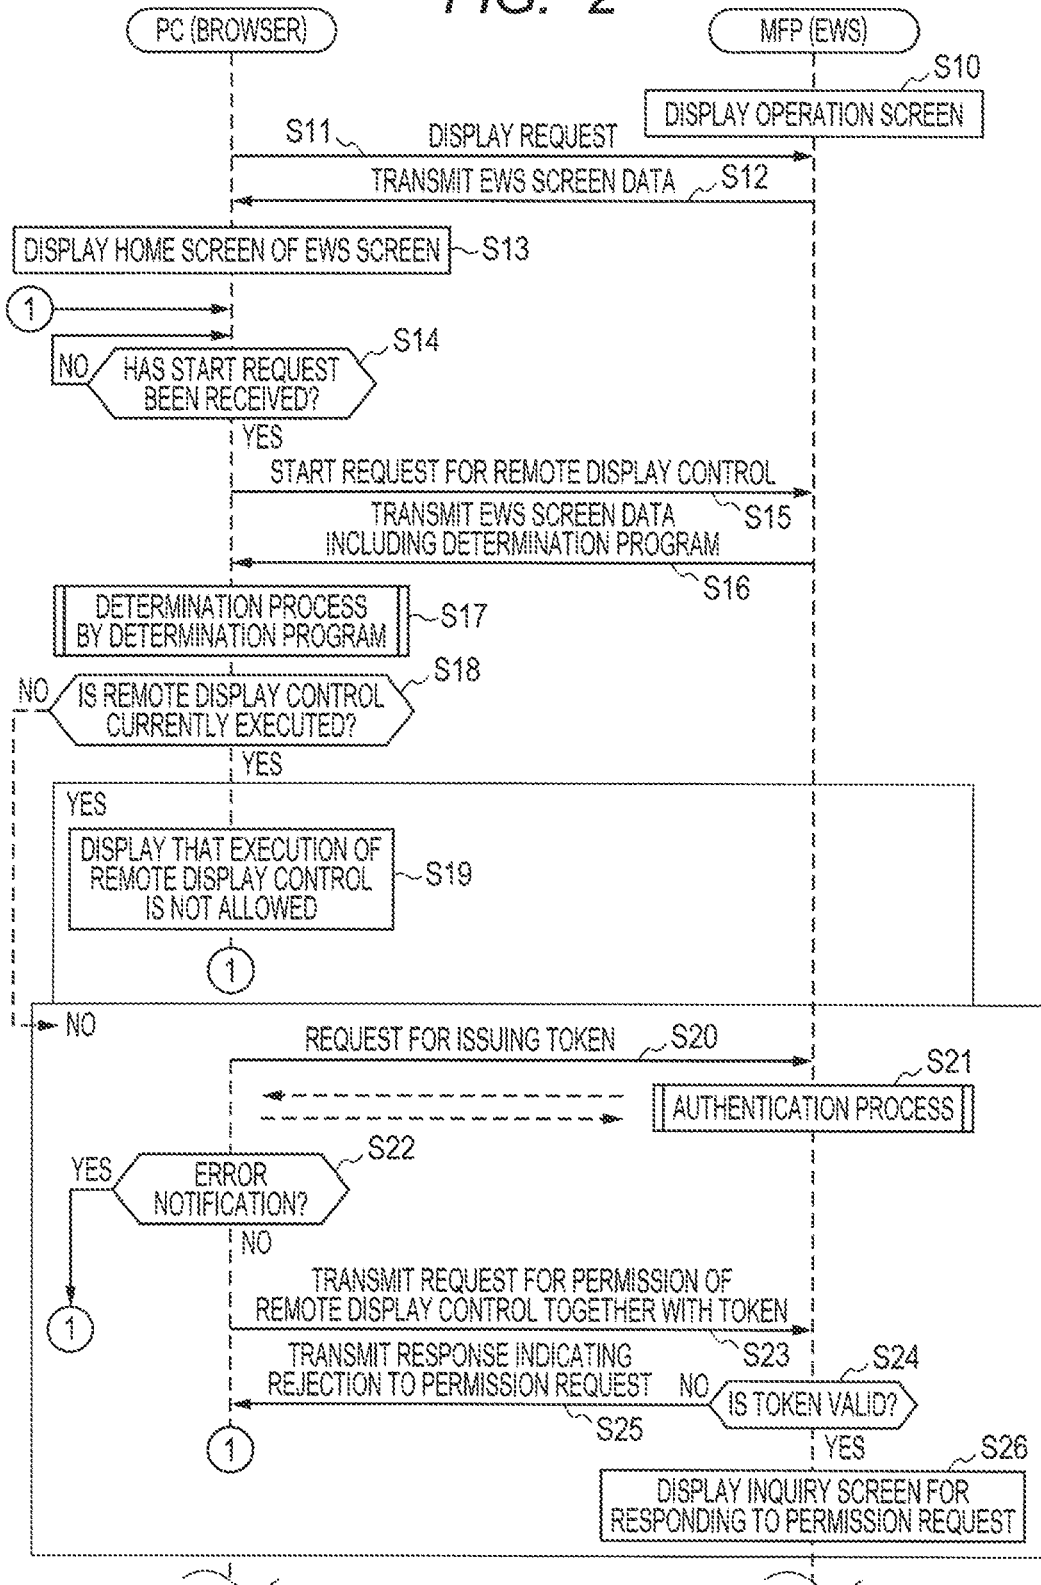 FIG. 2
PC (BROWSER)
MFP (EWS)
S10
DISPLAY OPERATION SCREEN
S11
DISPLAY REQUEST
TRANSMIT EWS SCREEN DATA
S12
DISPLAY HOME SCREEN OF EWS SCREEN
S13
1
S14
NO
HAS START REQUEST
BEEN RECEIVED?
YES
START REQUEST FOR REMOTE DISPLAY CONTROL
S15
TRANSMIT EWS SCREEN DATA
INCLUDING DETERMINATION PROGRAM
S16
DETERMINATION PROCESS
BY DETERMINATION PROGRAM
S17
S18
NO
IS REMOTE DISPLAY CONTROL
CURRENTLY EXECUTED?
YES
YES
DISPLAY THAT EXECUTION OF
REMOTE DISPLAY CONTROL
IS NOT ALLOWED
S19
1
NO
REQUEST FOR ISSUING TOKEN
S20
S21
AUTHENTICATION PROCESS
S22
YES
ERROR
NOTIFICATION?
NO
TRANSMIT REQUEST FOR PERMISSION OF
REMOTE DISPLAY CONTROL TOGETHER WITH TOKEN
1
S23
TRANSMIT RESPONSE INDICATING
REJECTION TO PERMISSION REQUEST
S24
NO
IS TOKEN VALID?
S25
1
YES
S26
DISPLAY INQUIRY SCREEN FOR
RESPONDING TO PERMISSION REQUEST